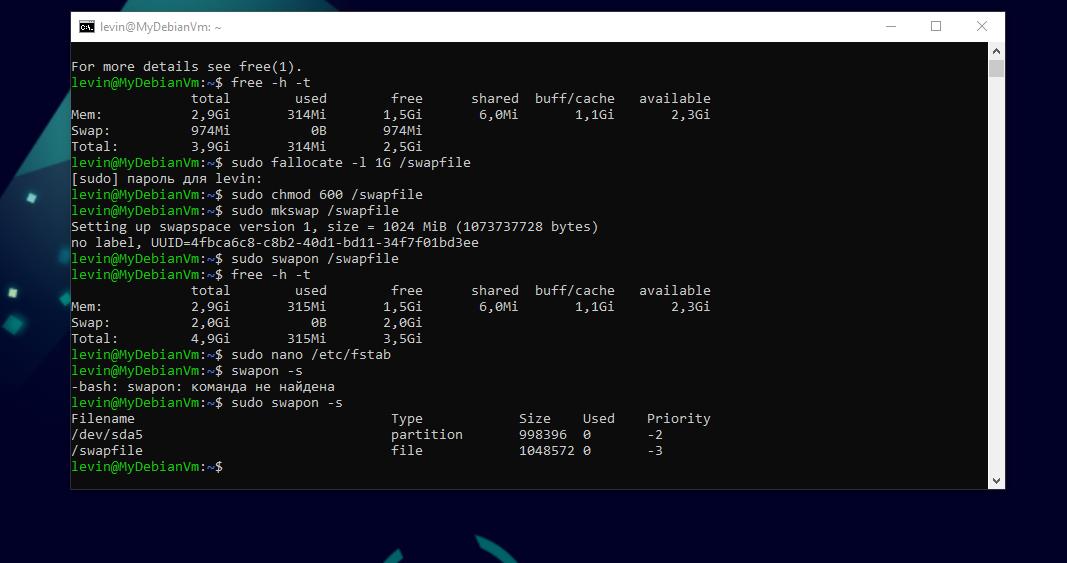 levin@MyDebianVm: ~
For more details see free(1).
levin@MyDebianVm:~$ free -h -t
total used free shared buff/cache available
Mem: 2,9Gi 314Mi 1,5Gi 6,0Mi 1,1Gi 2,3Gi
Swap: 974Mi 0B 974Mi
Total: 3,9Gi 314Mi 2,5Gi
levin@MyDebianVm:~$ sudo fallocate -l 1G /swapfile
[sudo] пароль для levin:
levin@MyDebianVm:~$ sudo chmod 600 /swapfile
levin@MyDebianVm:~$ sudo mkswap /swapfile
Setting up swapspace version 1, size = 1024 MiB (1073737728 bytes)
no label, UUID=4fbca6c8-c8b2-40d1-bd11-34f7f01bd3ee
levin@MyDebianVm:~$ sudo swapon /swapfile
levin@MyDebianVm:~$ free -h -t
total used free shared buff/cache available
Mem: 2,9Gi 315Mi 1,5Gi 6,0Mi 1,1Gi 2,3Gi
Swap: 2,0Gi 0B 2,0Gi
Total: 4,9Gi 315Mi 3,5Gi
levin@MyDebianVm:~$ sudo nano /etc/fstab
levin@MyDebianVm:~$ swapon -s
-bash: swapon: команда не найдена
levin@MyDebianVm:~$ sudo swapon -s
Filename Type Size Used Priority
/dev/sda5 partition 998396 0 -2
/swapfile file 1048572 0 -3
levin@MyDebianVm:~$